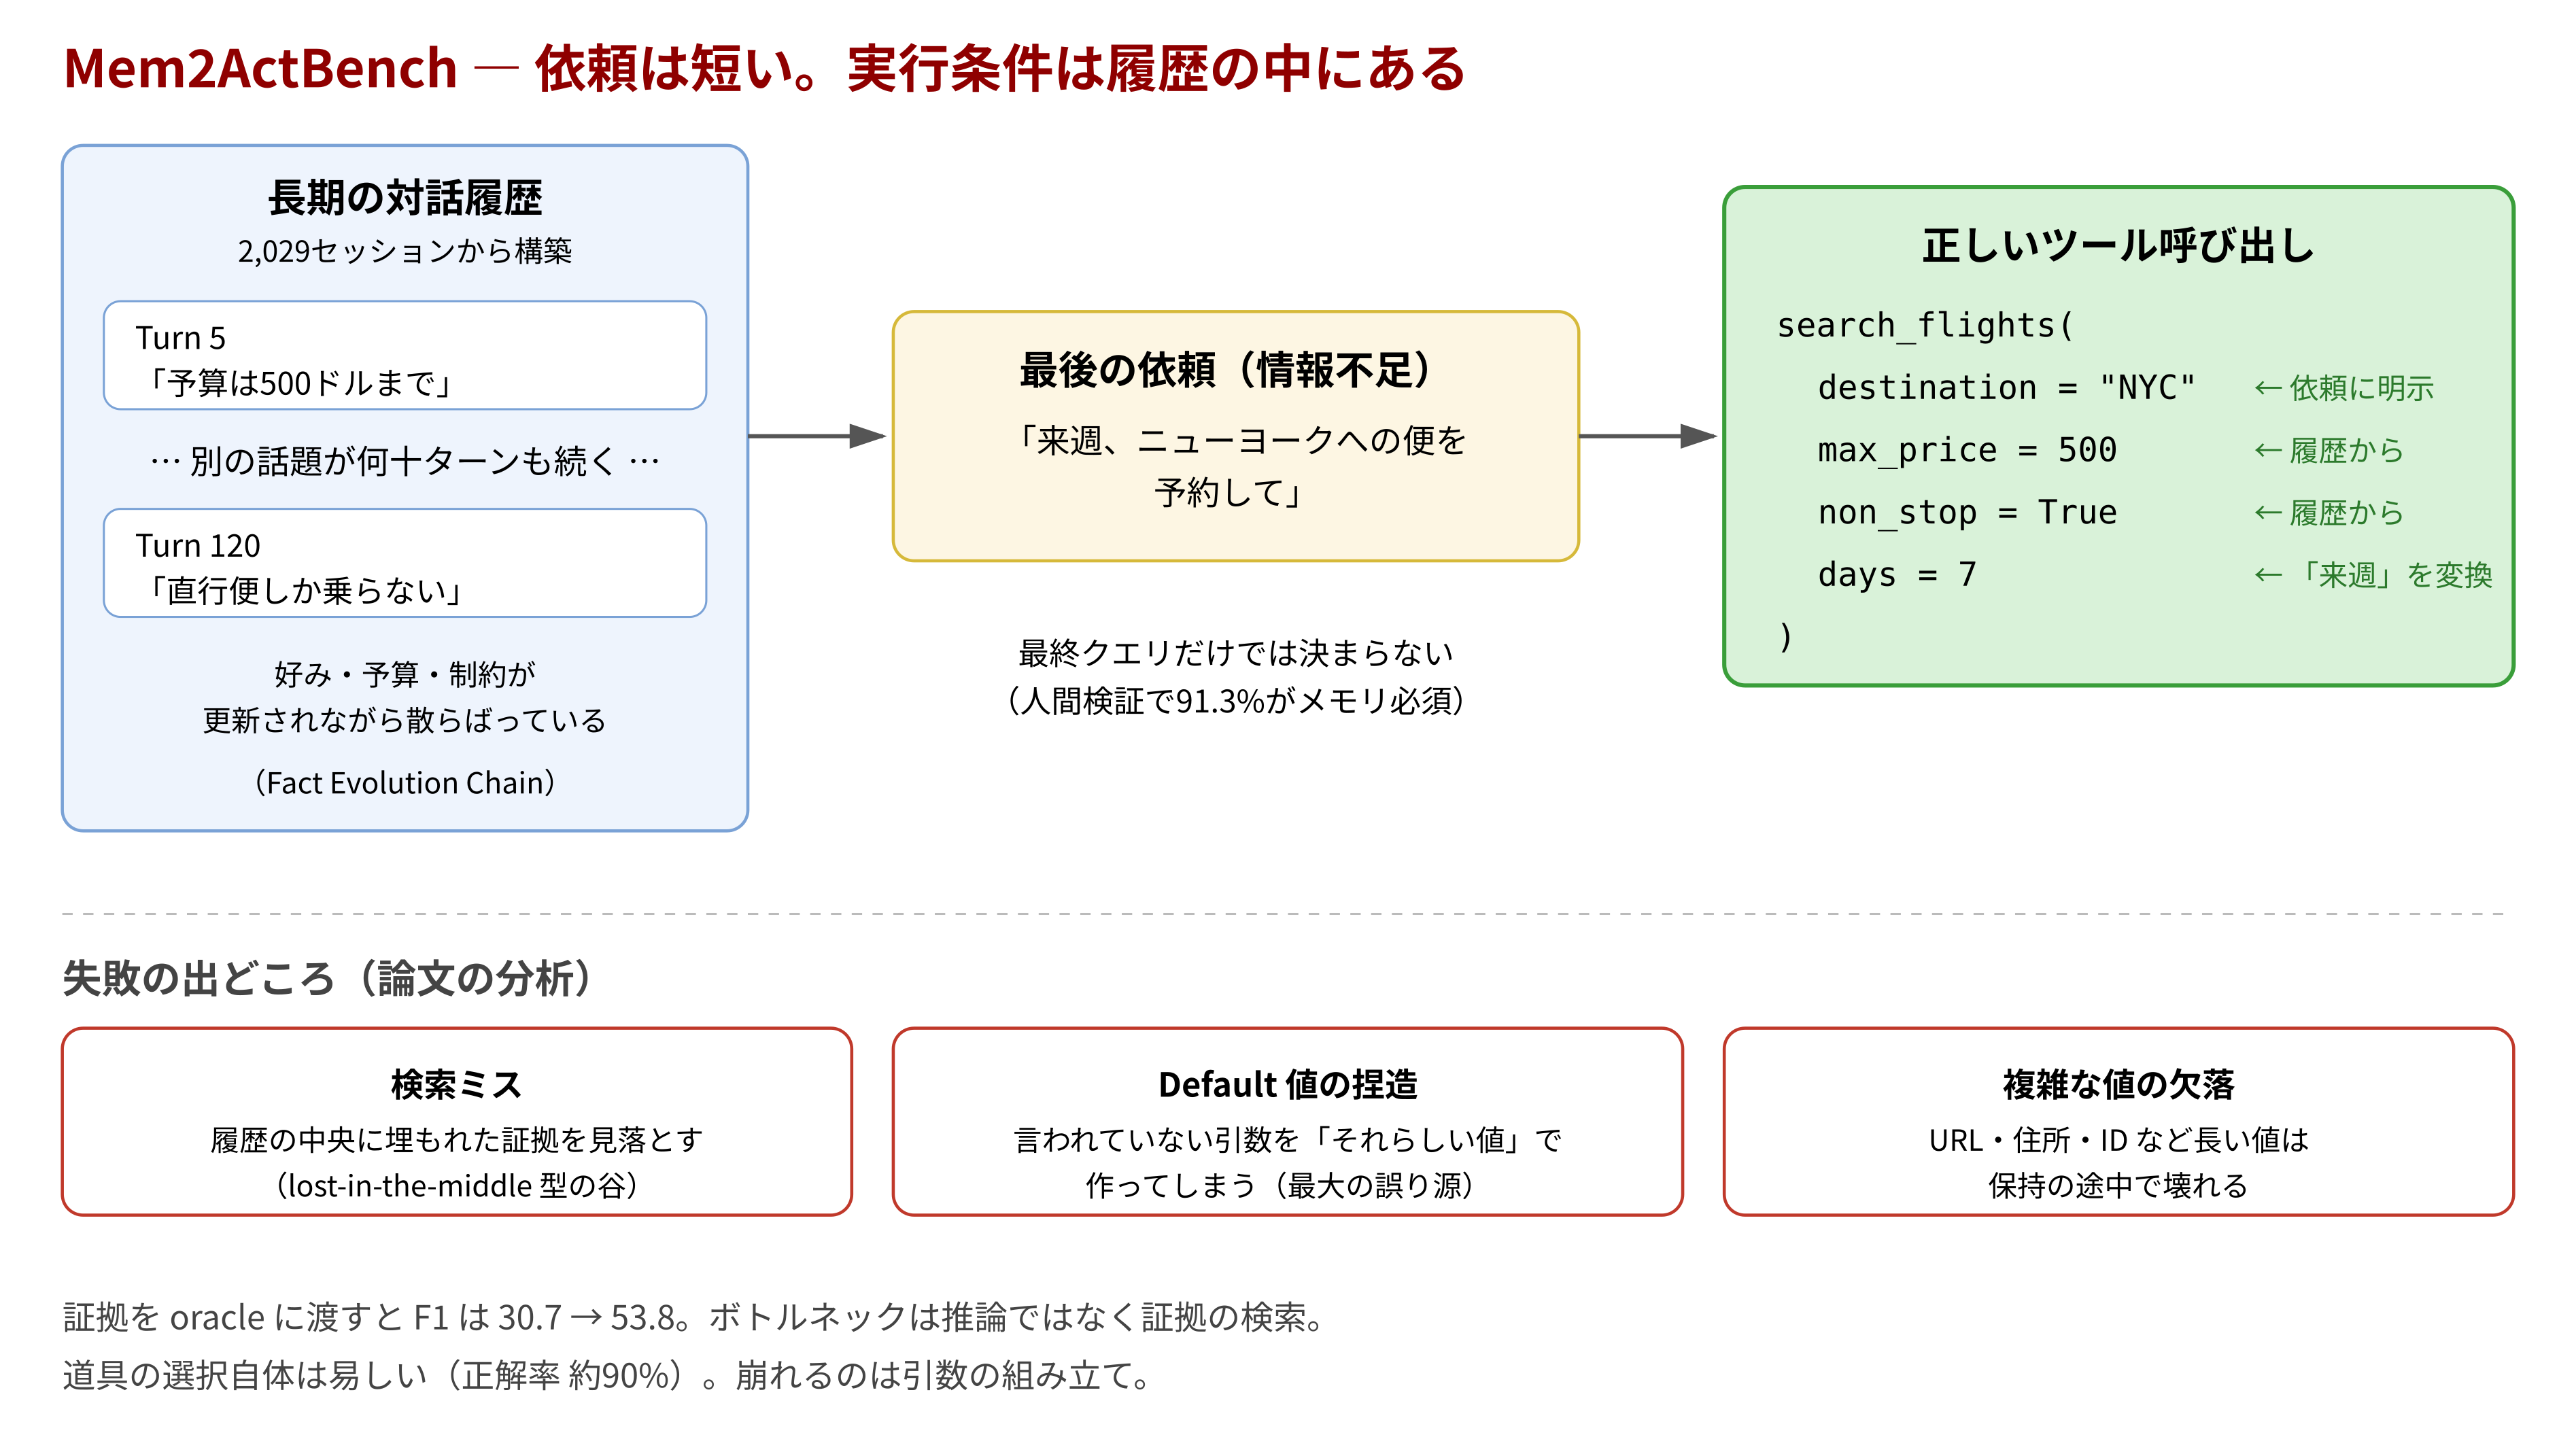 Mem2ActBench — 依頼は短い。実行条件は履歴の中にある
長期の対話履歴
2,029セッションから構築
Turn 5
「予算は500ドルまで」
… 別の話題が何十ターンも続く …
Turn 120
「直行便しか乗らない」
好み・予算・制約が
更新されながら散らばっている
（Fact Evolution Chain）
最後の依頼（情報不足）
「来週、ニューヨークへの便を
予約して」
最終クエリだけでは決まらない
（人間検証で91.3%がメモリ必須）
正しいツール呼び出し
search_flights(
destination = "NYC" ← 依頼に明示
max_price = 500 ← 履歴から
non_stop = True ← 履歴から
days = 7 ← 「来週」を変換
)
失敗の出どころ（論文の分析）
検索ミス
履歴の中央に埋もれた証拠を見落とす
（lost-in-the-middle 型の谷）
Default 値の捏造
言われていない引数を「それらしい値」で
作ってしまう（最大の誤り源）
複雑な値の欠落
URL・住所・ID など長い値は
保持の途中で壊れる
証拠を oracle に渡すと F1 は 30.7 → 53.8。ボトルネックは推論ではなく証拠の検索。
道具の選択自体は易しい（正解率 約90%）。崩れるのは引数の組み立て。